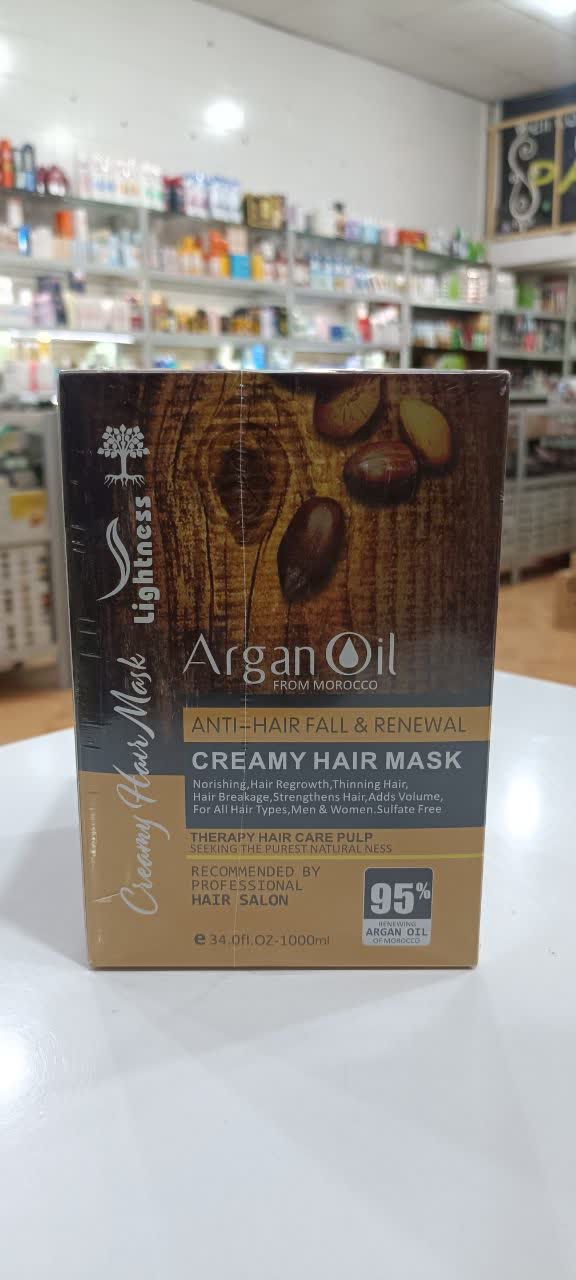 Lightness
Creamy Hair Mask
Argan Oil
FROM MOROCCO
ANTI-HAIR FALL & RENEWAL
CREAMY HAIR MASK
Norishing,Hair Regrowth,Thinning Hair,
Hair Breakage,Strengthens Hair,Adds Volume,
For All Hair Types,Men & Women.Sulfate Free
THERAPY HAIR CARE PULP
SEEKING THE PUREST NATURAL NESS
RECOMMENDED BY
PROFESSIONAL
HAIR SALON
e 34.0fl.OZ-1000ml
95%
RENEWING
ARGAN OIL
OF MOROCCO